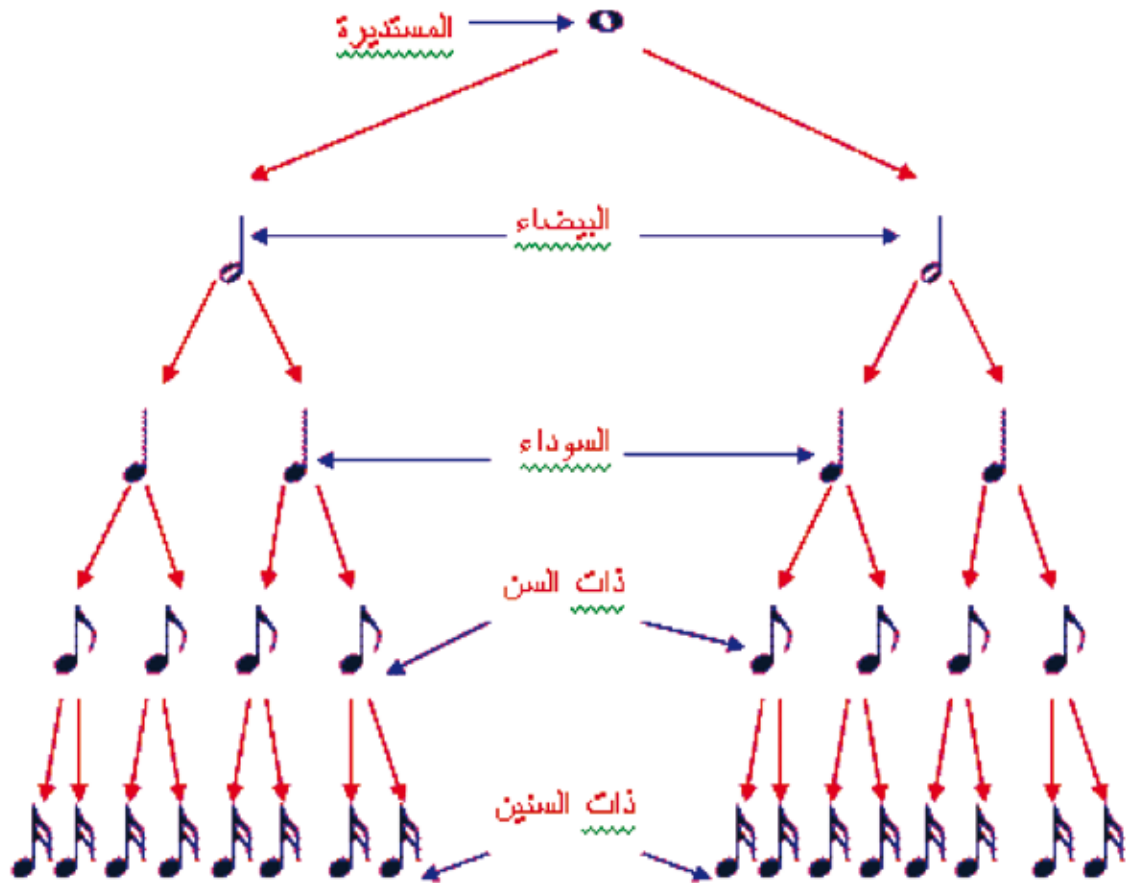 المستديرة
البيضاء
السوداء
ذات السن
ذات السنين